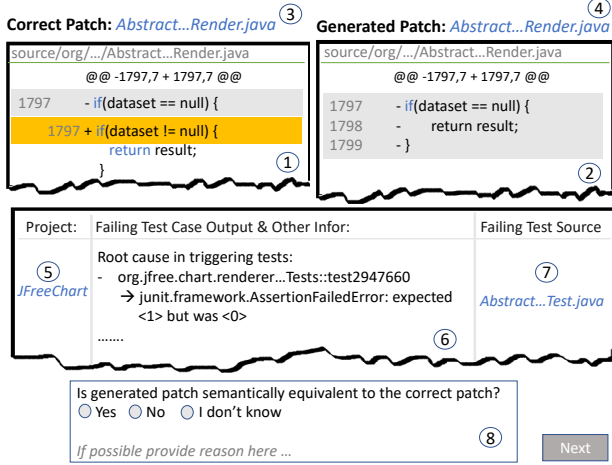 Correct Patch: Abstract...Render.java 3
source/org/.../Abstract...Render.java
@@ -1797,7 + 1797,7 @@
1797 - if(dataset == null) {
1797 + if(dataset != null) {
return result;
}
1
Generated Patch: Abstract...Render.java 4
source/org/.../Abstract...Render.java
@@ -1797,7 + 1797,7 @@
1797 - if(dataset == null) {
1798 - return result;
1799 - }
2
Project: Failing Test Case Output & Other Infor: Failing Test Source
5
JFreeChart
Root cause in triggering tests:
- org.jfree.chart.renderer...Tests::test2947660
→ junit.framework.AssertionFailedError: expected
<1> but was <0>
.......
6
7
Abstract...Test.java
Is generated patch semantically equivalent to the correct patch?
Yes No I don't know
If possible provide reason here ...
8
Next